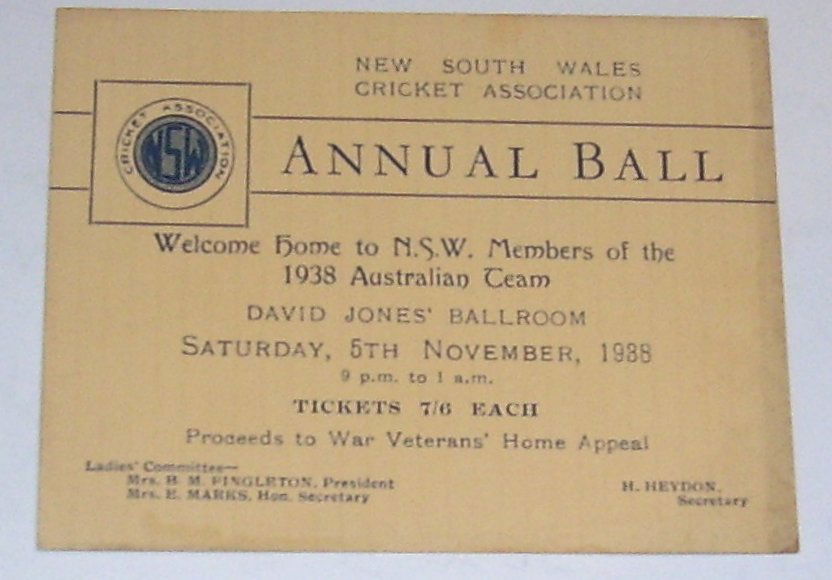 NEW SOUTH WALES
CRICKET ASSOCIATION
CRICKET ASSOCIATION
NSW
ANNUAL BALL
Welcome Home to N.S.W. Members of the
1938 Australian Team
DAVID JONES' BALLROOM
SATURDAY, 5TH NOVEMBER, 1938
9 p.m. to 1 a.m.
TICKETS 7/6 EACH
Proceeds to War Veterans' Home Appeal
Ladies' Committee—
Mrs. B. M. FINGLETON, President
Mrs. E. MARKS, Hon. Secretary
H. HEYDON,
Secretary